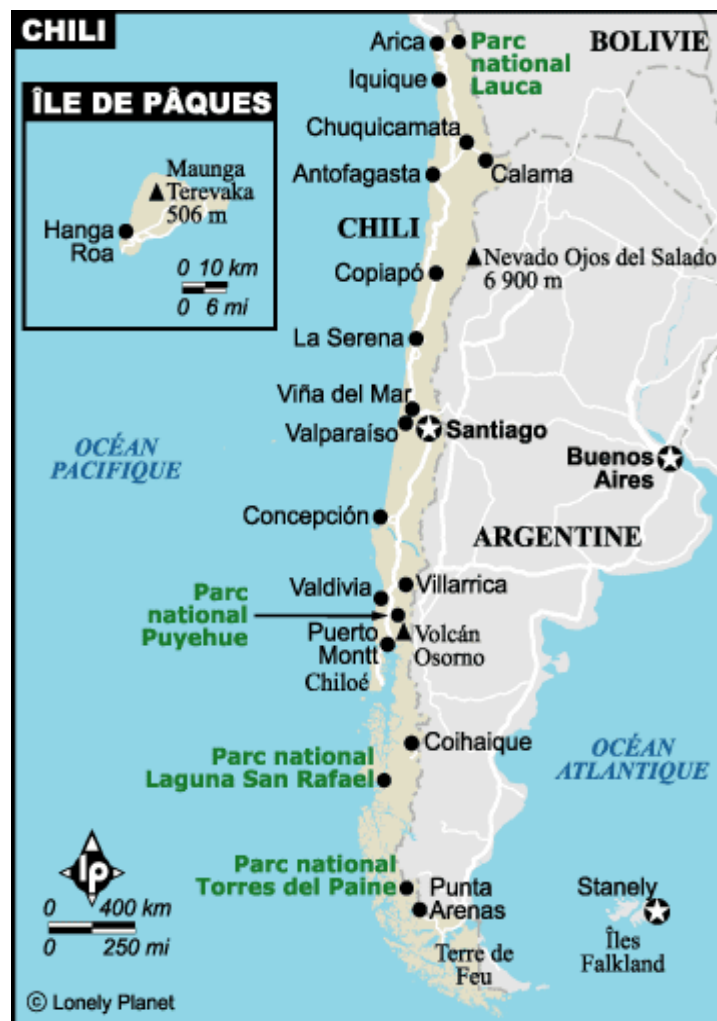 CHILI
Arica
Parc
national
Lauca
BOLIVIE
Iquique
ÎLE DE PÂQUES
Maunga
Terevaka
506 m
Hanga
Roa
0 10 km
0 6 mi
Chuquicamata
Calama
Antofagasta
CHILI
Nevado Ojos del Salado
6 900 m
Copiapó
La Serena
Viña del Mar
Valparaíso
Santiago
OCÉAN
PACIFIQUE
Buenos
Aires
Concepción
ARGENTINE
Valdivia
Villarrica
Parc
national
Puyehue
Puerto
Montt
Volcán
Osorno
Chiloé
Coihaique
OCÉAN
ATLANTIQUE
Parc national
Laguna San Rafael
lp
0 400 km
0 250 mi
Parc national
Torres del Paine
Punta
Arenas
Stanely
Îles
Falkland
Terre de
Feu
© Lonely Planet